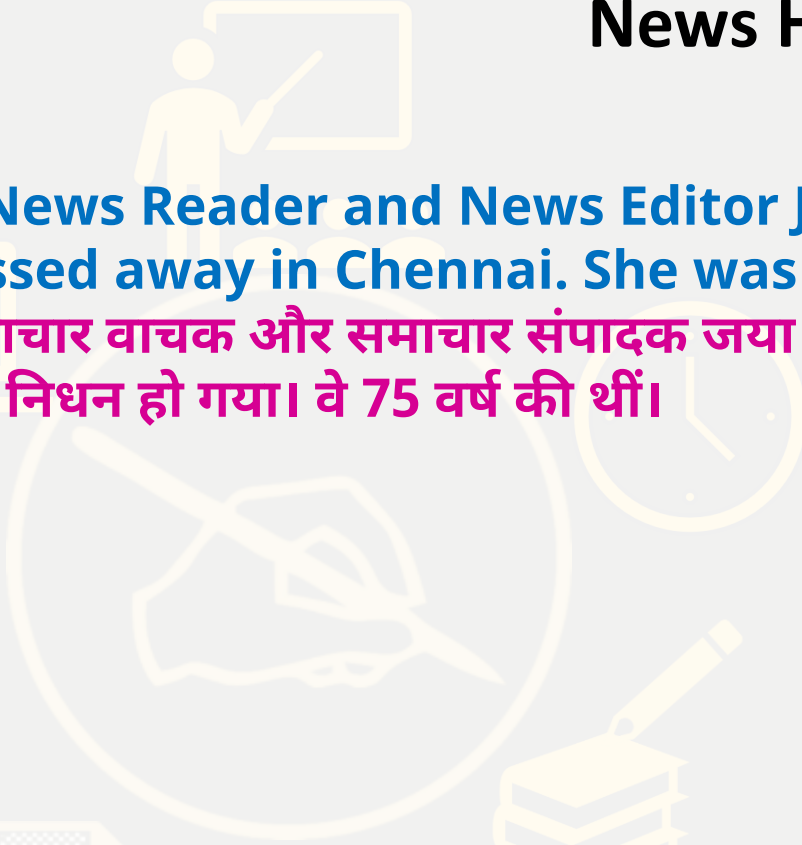 News H
News Reader and News Editor J
ssed away in Chennai. She was
ाचार वाचक और समाचार संपादक जया
निधन हो गया। वे 75 वर्ष की थीं।